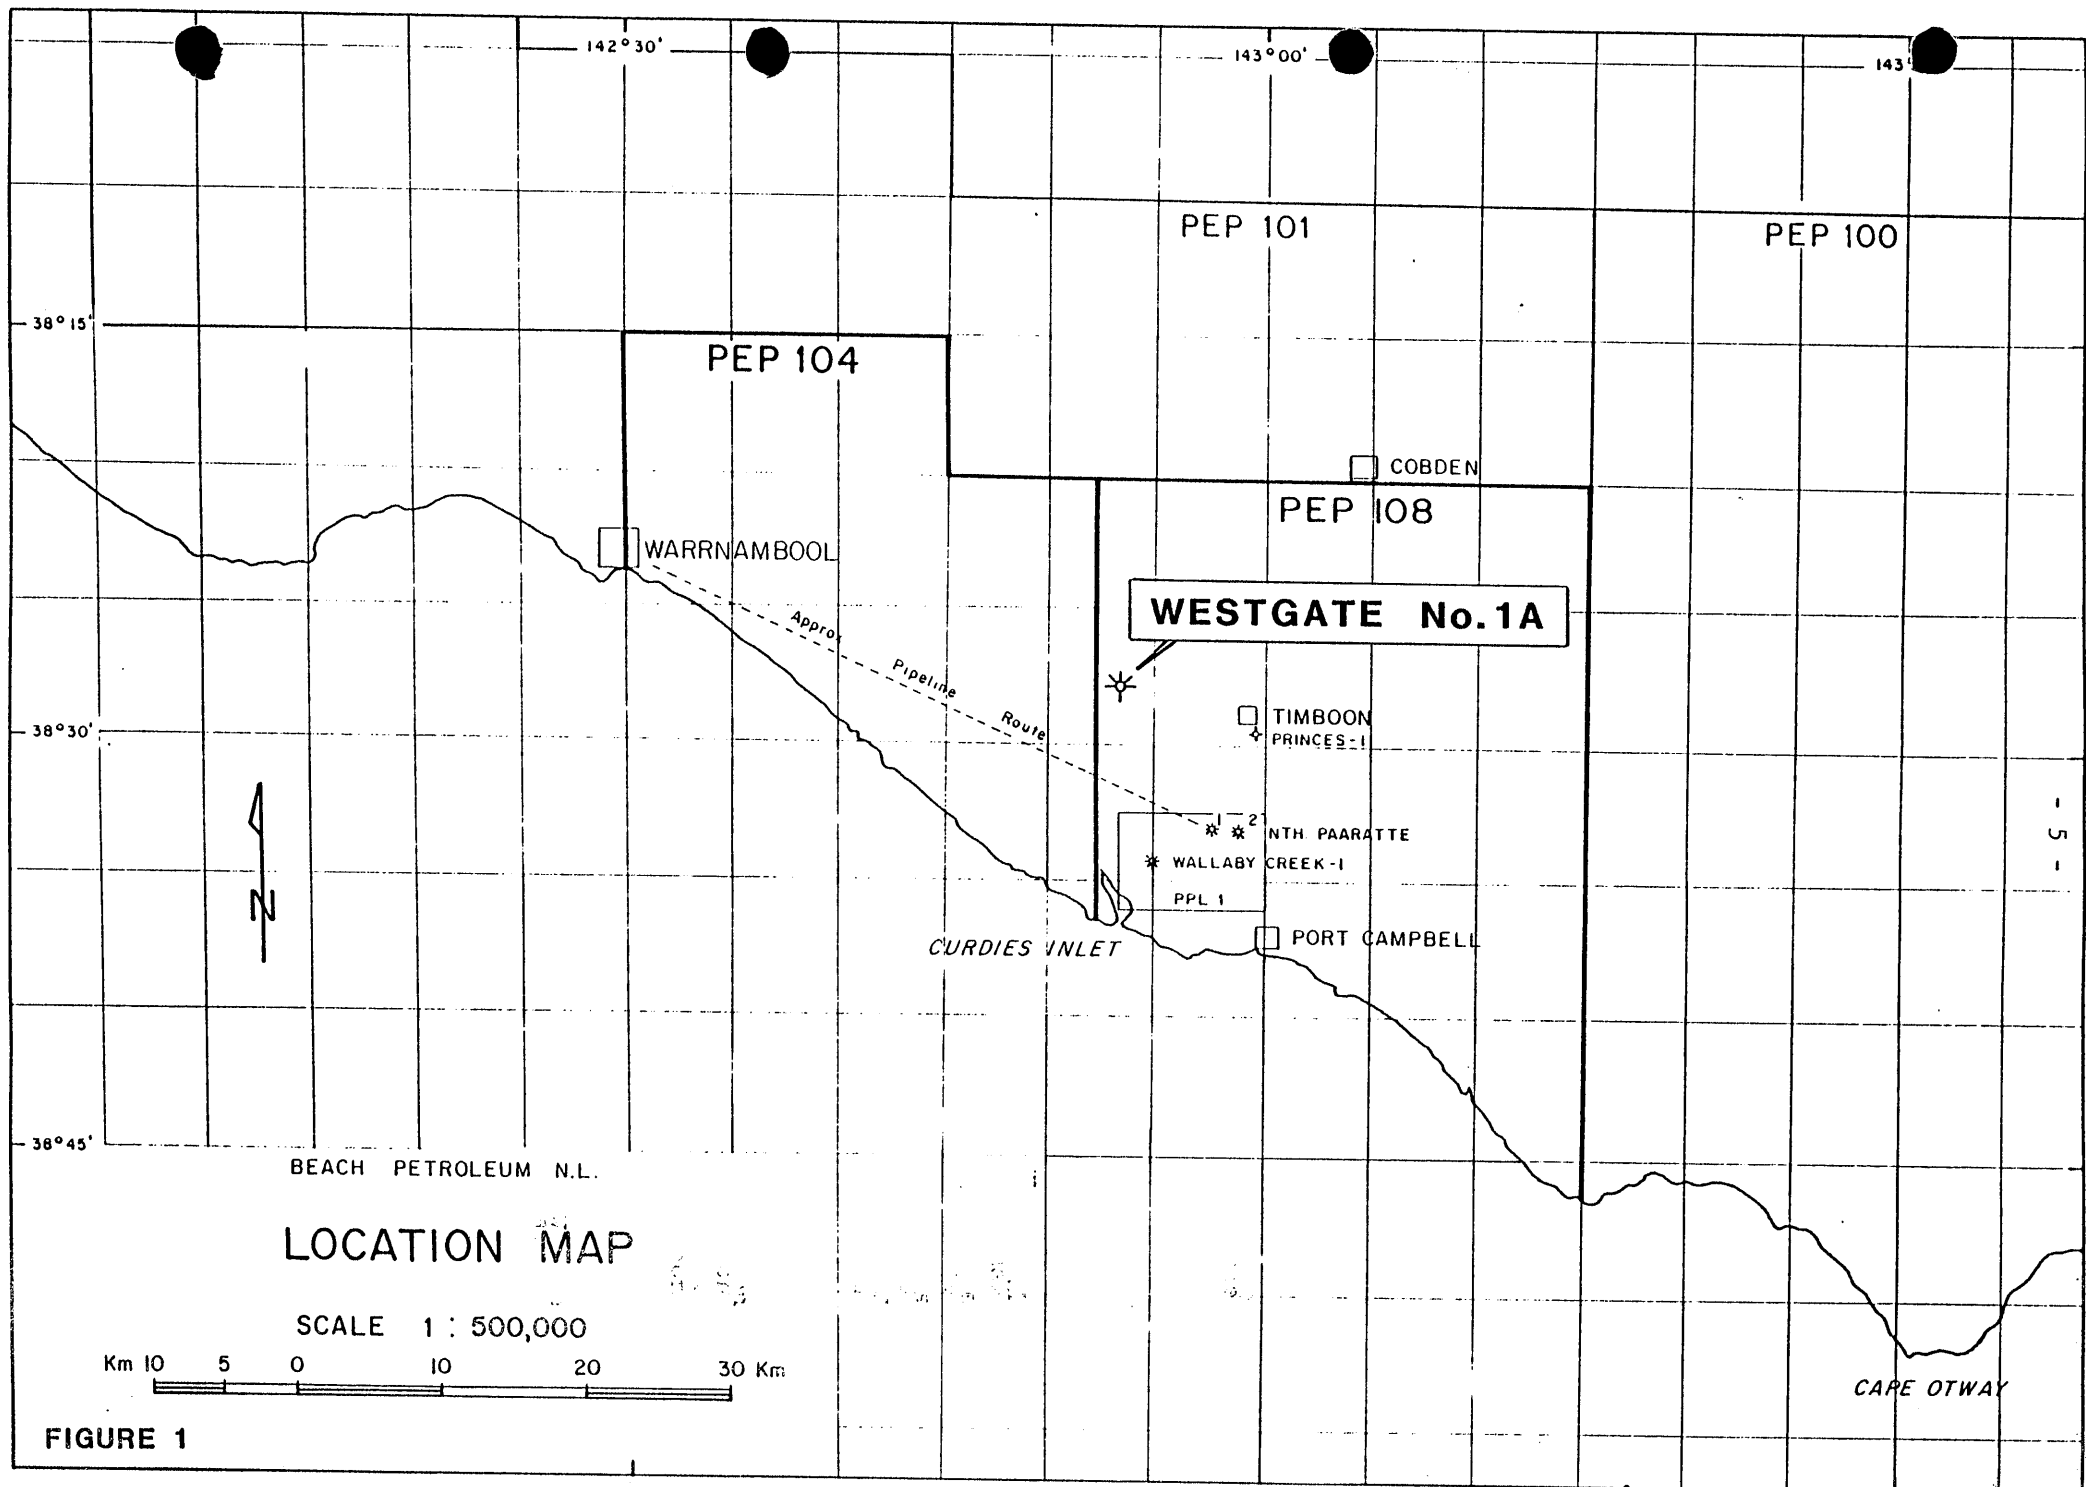 142°30'
143°00'
143°
PEP 101
PEP 100
38°15'
PEP 104
COBDEN
PEP 108
WARRNAMBOOL
WESTGATE No.1A
Approx
Pipeline
Route
TIMBOON
PRINCES-1
38°30'
1 2
NTH PAARATTE
WALLABY CREEK-1
PPL 1
N
PORT CAMPBELL
CURDIES INLET
- 5 -
38°45'
BEACH PETROLEUM N.L.
LOCATION MAP
SCALE 1 : 500,000
Km 10 5 0 10 20 30 Km
CAPE OTWAY
FIGURE 1